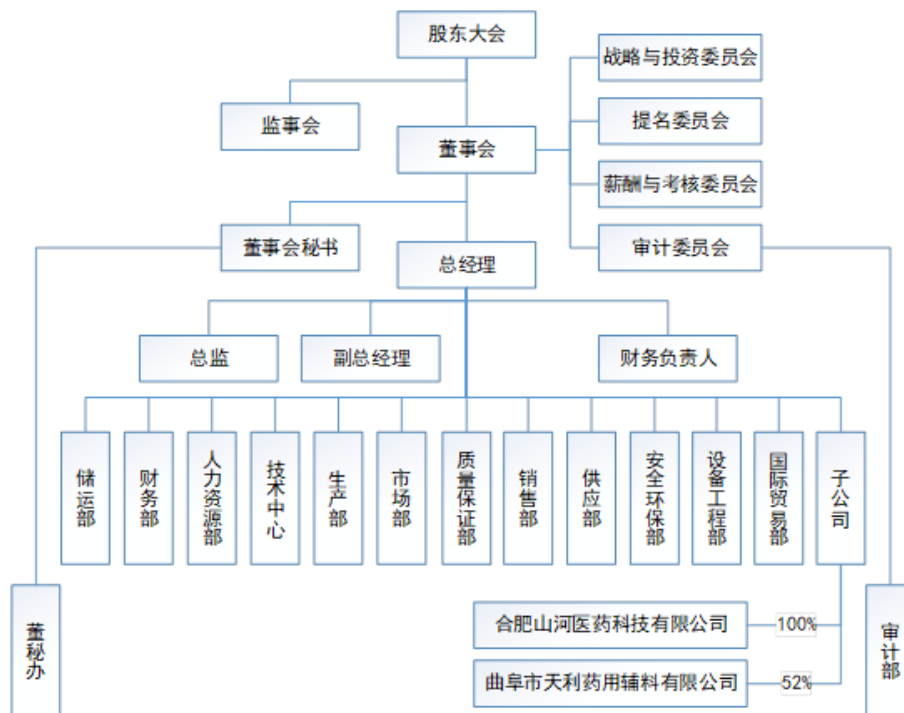 股东大会
战略与投资委员会
监事会
提名委员会
董事会
薪酬与考核委员会
董事会秘书
审计委员会
总经理
总监
副总经理
财务负责人
储运部
财务部
人力资源部
技术中心
生产部
市场部
质量保证部
销售部
供应部
安全环保部
设备工程部
国际贸易部
子公司
董秘办
合肥山河医药科技有限公司
100%
审计部
曲阜市天利药用辅料有限公司
52%